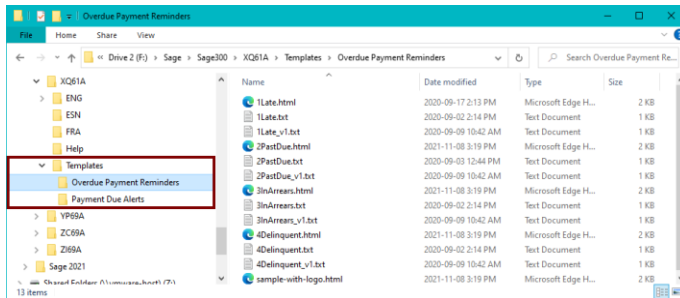 Overdue Payment Reminders
File Home Share View
« Drive 2 (F:) › Sage › Sage300 › XQ61A › Templates › Overdue Payment Reminders
Search Overdue Payment Re...
XQ61A
ENG
ESN
FRA
Help
Templates
Overdue Payment Reminders
Payment Due Alerts
YP69A
ZC69A
ZI69A
Sage 2021
Shared Folders (\\vmware-host) (Z:)
Name Date modified Type Size
1Late.html 2020-09-17 2:13 PM Microsoft Edge H... 2 KB
1Late.txt 2020-09-02 2:14 PM Text Document 1 KB
1Late_v1.txt 2020-09-09 10:42 AM Text Document 1 KB
2PastDue.html 2021-11-08 3:19 PM Microsoft Edge H... 2 KB
2PastDue.txt 2020-09-03 12:44 PM Text Document 1 KB
2PastDue_v1.txt 2020-09-09 10:42 AM Text Document 1 KB
3InArrears.html 2021-11-08 3:19 PM Microsoft Edge H... 2 KB
3InArrears.txt 2020-09-02 2:14 PM Text Document 1 KB
3InArrears_v1.txt 2020-09-09 10:42 AM Text Document 1 KB
4Delinquent.html 2021-11-08 3:19 PM Microsoft Edge H... 2 KB
4Delinquent.txt 2020-09-02 2:14 PM Text Document 1 KB
4Delinquent_v1.txt 2020-09-09 10:42 AM Text Document 1 KB
sample-with-logo.html 2021-11-08 3:19 PM Microsoft Edge H... 2 KB
13 items